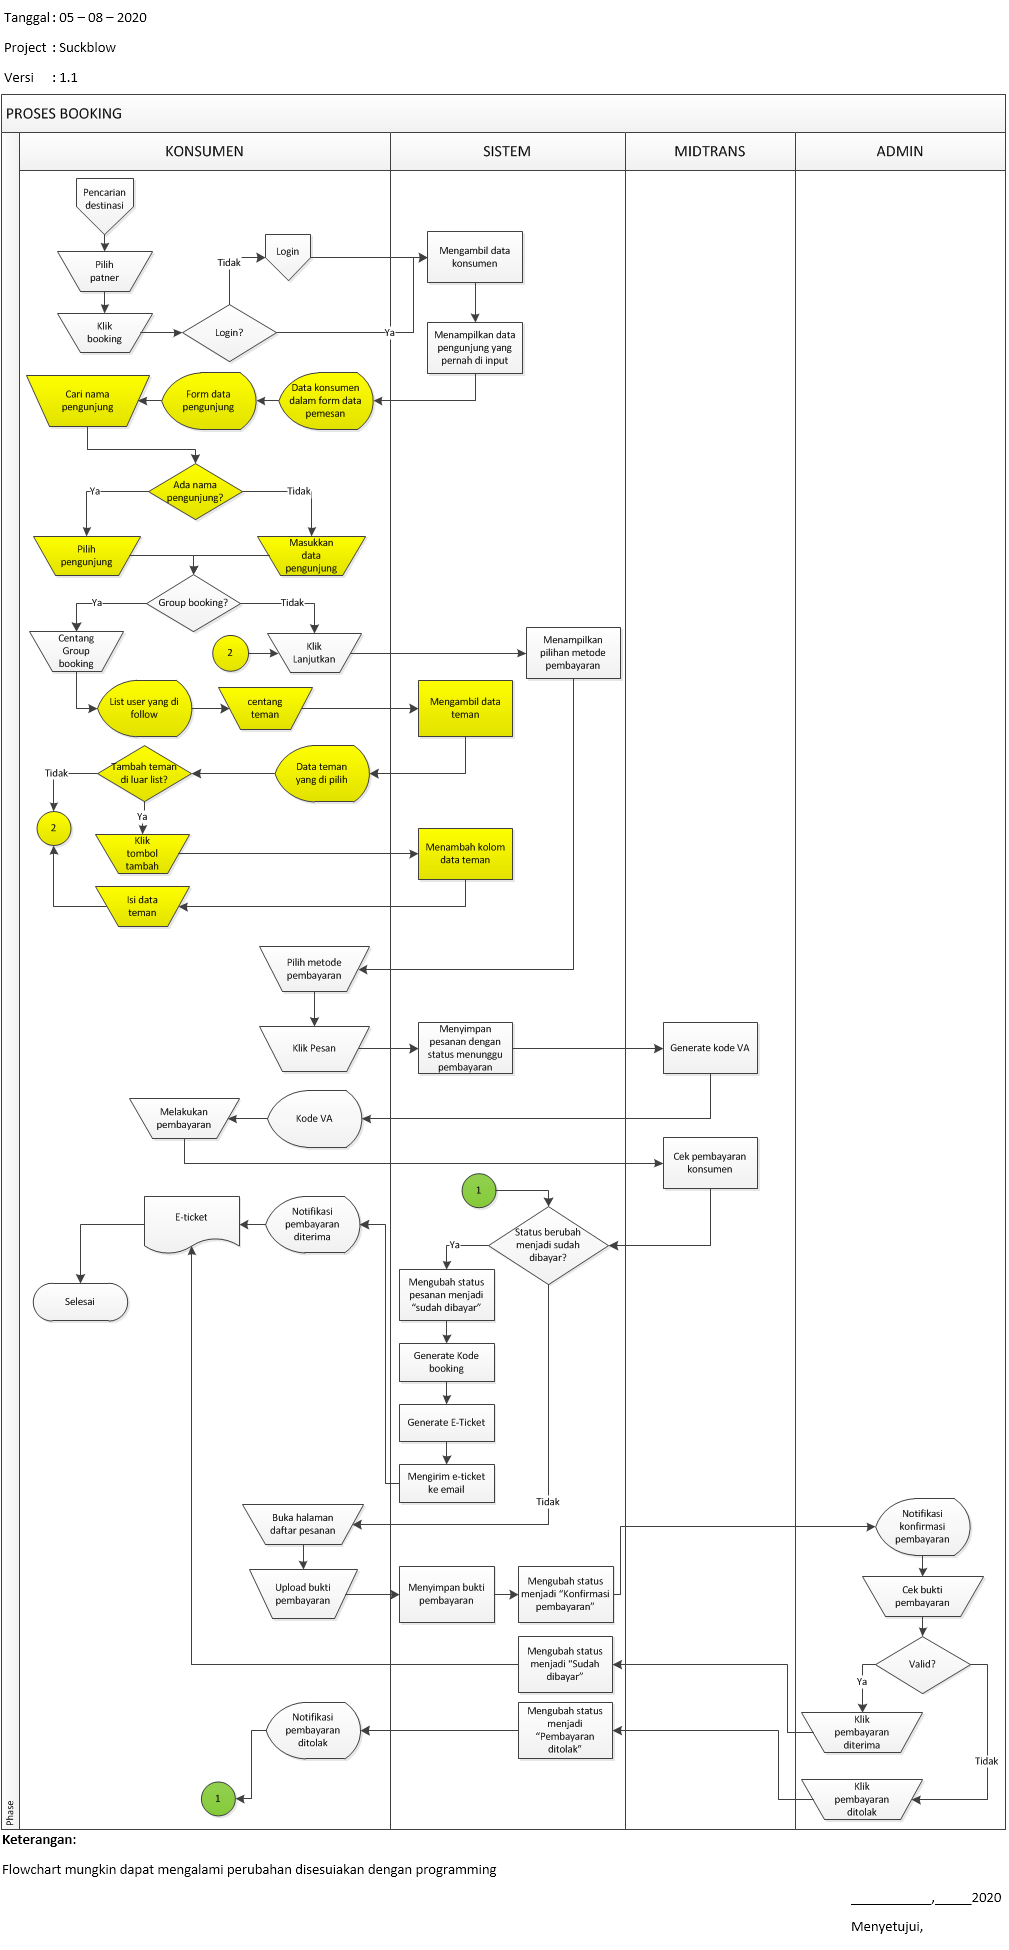 Tanggal : 05 – 08 – 2020
Project : Suckblow
Versi : 1.1
PROSES BOOKING
Phase
KONSUMEN
SISTEM
MIDTRANS
ADMIN
Pencarian
destinasi
Pilih
patner
Klik
booking
Login?
Tidak
Login
Ya
Mengambil data
konsumen
Menampilkan data
pengunjung yang
pernah di input
Data konsumen
dalam form data
pemesan
Form data
pengunjung
Cari nama
pengunjung
Ada nama
pengunjung?
Ya
Tidak
Pilih
pengunjung
Masukkan
data
pengunjung
Group booking?
Ya
Tidak
Centang
Group
booking
2
Klik
Lanjutkan
Menampilkan
pilihan metode
pembayaran
List user yang di
follow
centang
teman
Mengambil data
teman
Data teman
yang di pilih
Tambah teman
di luar list?
Tidak
Ya
2
Klik
tombol
tambah
Menambah kolom
data teman
Isi data
teman
Pilih metode
pembayaran
Klik Pesan
Menyimpan
pesanan dengan
status menunggu
pembayaran
Generate kode VA
Kode VA
Melakukan
pembayaran
Cek pembayaran
konsumen
1
Status berubah
menjadi sudah
dibayar?
Ya
Tidak
Mengubah status
pesanan menjadi
“sudah dibayar”
Generate Kode
booking
Generate E-Ticket
Mengirim e-ticket
ke email
Notifikasi
pembayaran
diterima
E-ticket
Selesai
Buka halaman
daftar pesanan
Upload bukti
pembayaran
Menyimpan bukti
pembayaran
Mengubah status
menjadi “Konfirmasi
pembayaran”
Notifikasi
konfirmasi
pembayaran
Cek bukti
pembayaran
Valid?
Ya
Tidak
Klik
pembayaran
diterima
Mengubah status
menjadi “Sudah
dibayar”
Klik
pembayaran
ditolak
Mengubah status
menjadi
“Pembayaran
ditolak”
Notifikasi
pembayaran
ditolak
1
Keterangan:
Flowchart mungkin dapat mengalami perubahan disesuiakan dengan programming
___________,_____2020
Menyetujui,